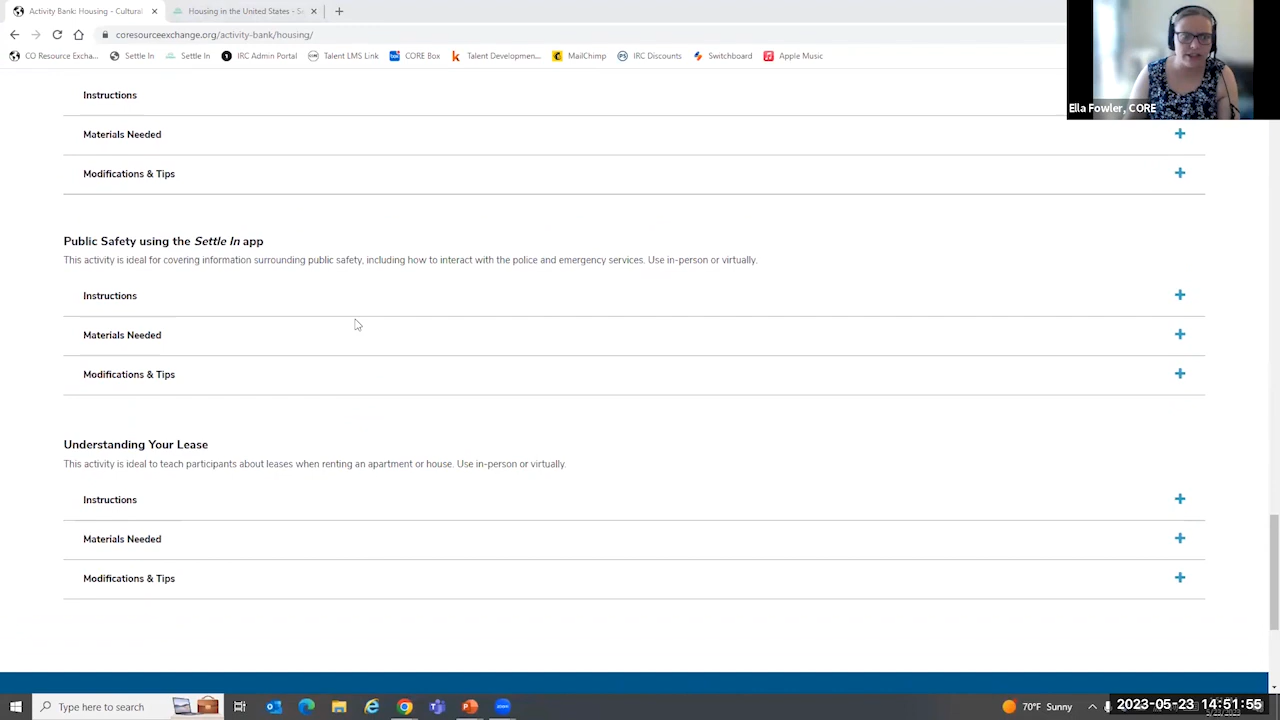 Activity Bank: Housing - Cultural
Housing in the United States - Se
coresourceexchange.org/activity-bank/housing/
CO Resource Excha...
Settle In
Settle In
IRC Admin Portal
Talent LMS Link
CORE Box
Talent Developmen...
MailChimp
IRC Discounts
Switchboard
Apple Music
Ella Fowler, CORE
Instructions
Materials Needed
Modifications & Tips
Public Safety using the Settle In app
This activity is ideal for covering information surrounding public safety, including how to interact with the police and emergency services. Use in-person or virtually.
Instructions
Materials Needed
Modifications & Tips
Understanding Your Lease
This activity is ideal to teach participants about leases when renting an apartment or house. Use in-person or virtually.
Instructions
Materials Needed
Modifications & Tips
Type here to search
70°F Sunny
2023-05-23 14:51:55